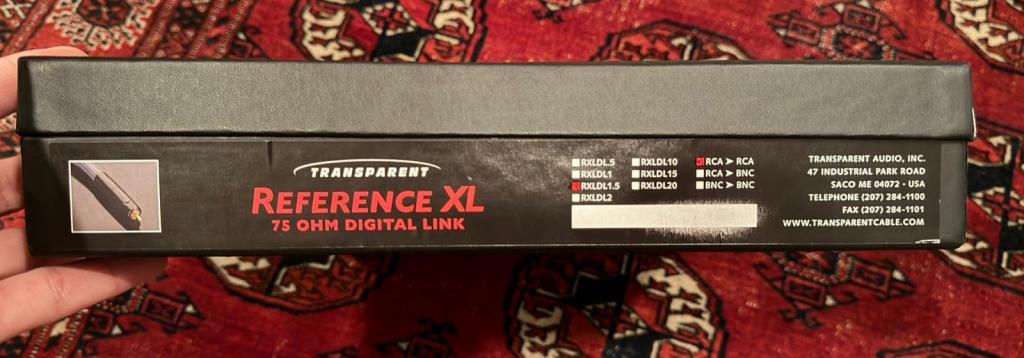 TRANSPARENT
REFERENCE XL
75 OHM DIGITAL LINK
RXLDL.5
RXLDL1
RXLDL1.5
RXLDL2
RXLDL10
RXLDL15
RXLDL20
RCA ➤ RCA
RCA ➤ BNC
BNC ➤ BNC
TRANSPARENT AUDIO, INC.
47 INDUSTRIAL PARK ROAD
SACO ME 04072 • USA
TELEPHONE (207) 284-1100
FAX (207) 284-1101
WWW.TRANSPARENTCABLE.COM